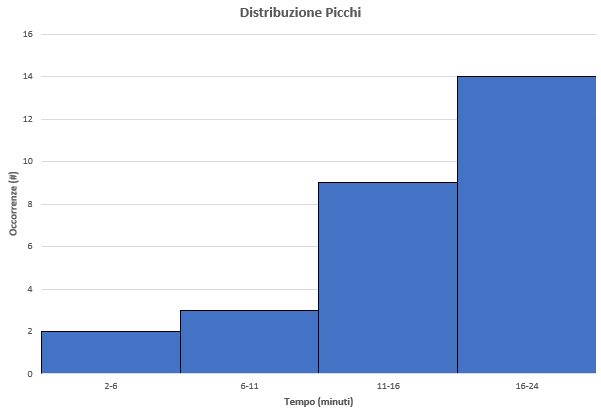 Distribuzione Picchi
16
14
12
10
8
6
4
2
0
Occorrenze (#)
2-6 6-11 11-16 16-24
Tempo (minuti)